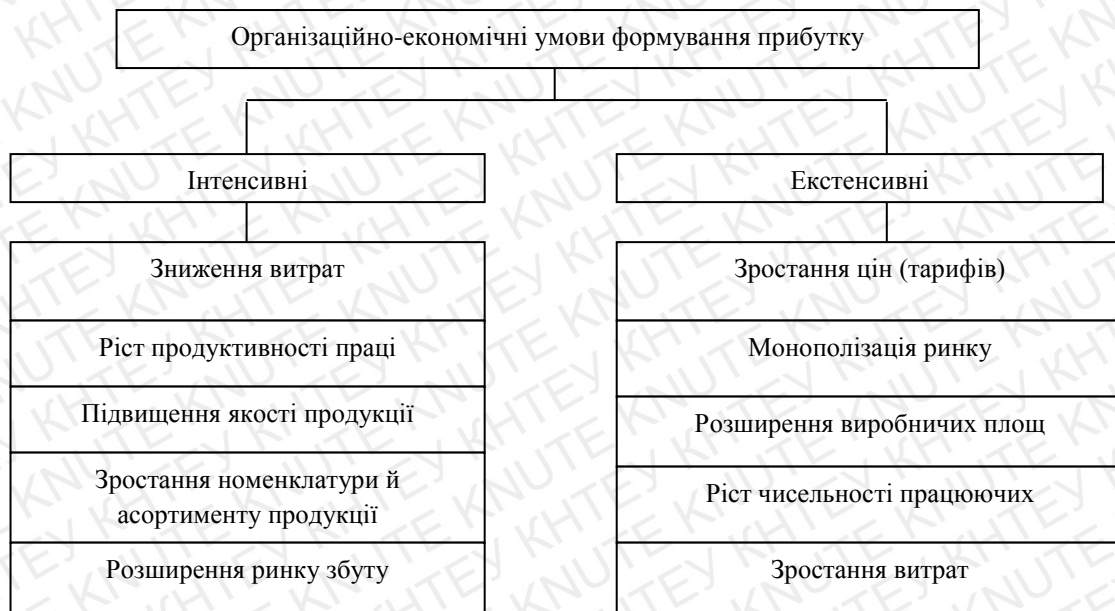 Організаційно-економічні умови формування прибутку
Інтенсивні
Зниження витрат
Ріст продуктивності праці
Підвищення якості продукції
Зростання номенклатури й
асортименту продукції
Розширення ринку збуту
Екстенсивні
Зростання цін (тарифів)
Монополізація ринку
Розширення виробничих площ
Ріст чисельності працюючих
Зростання витрат